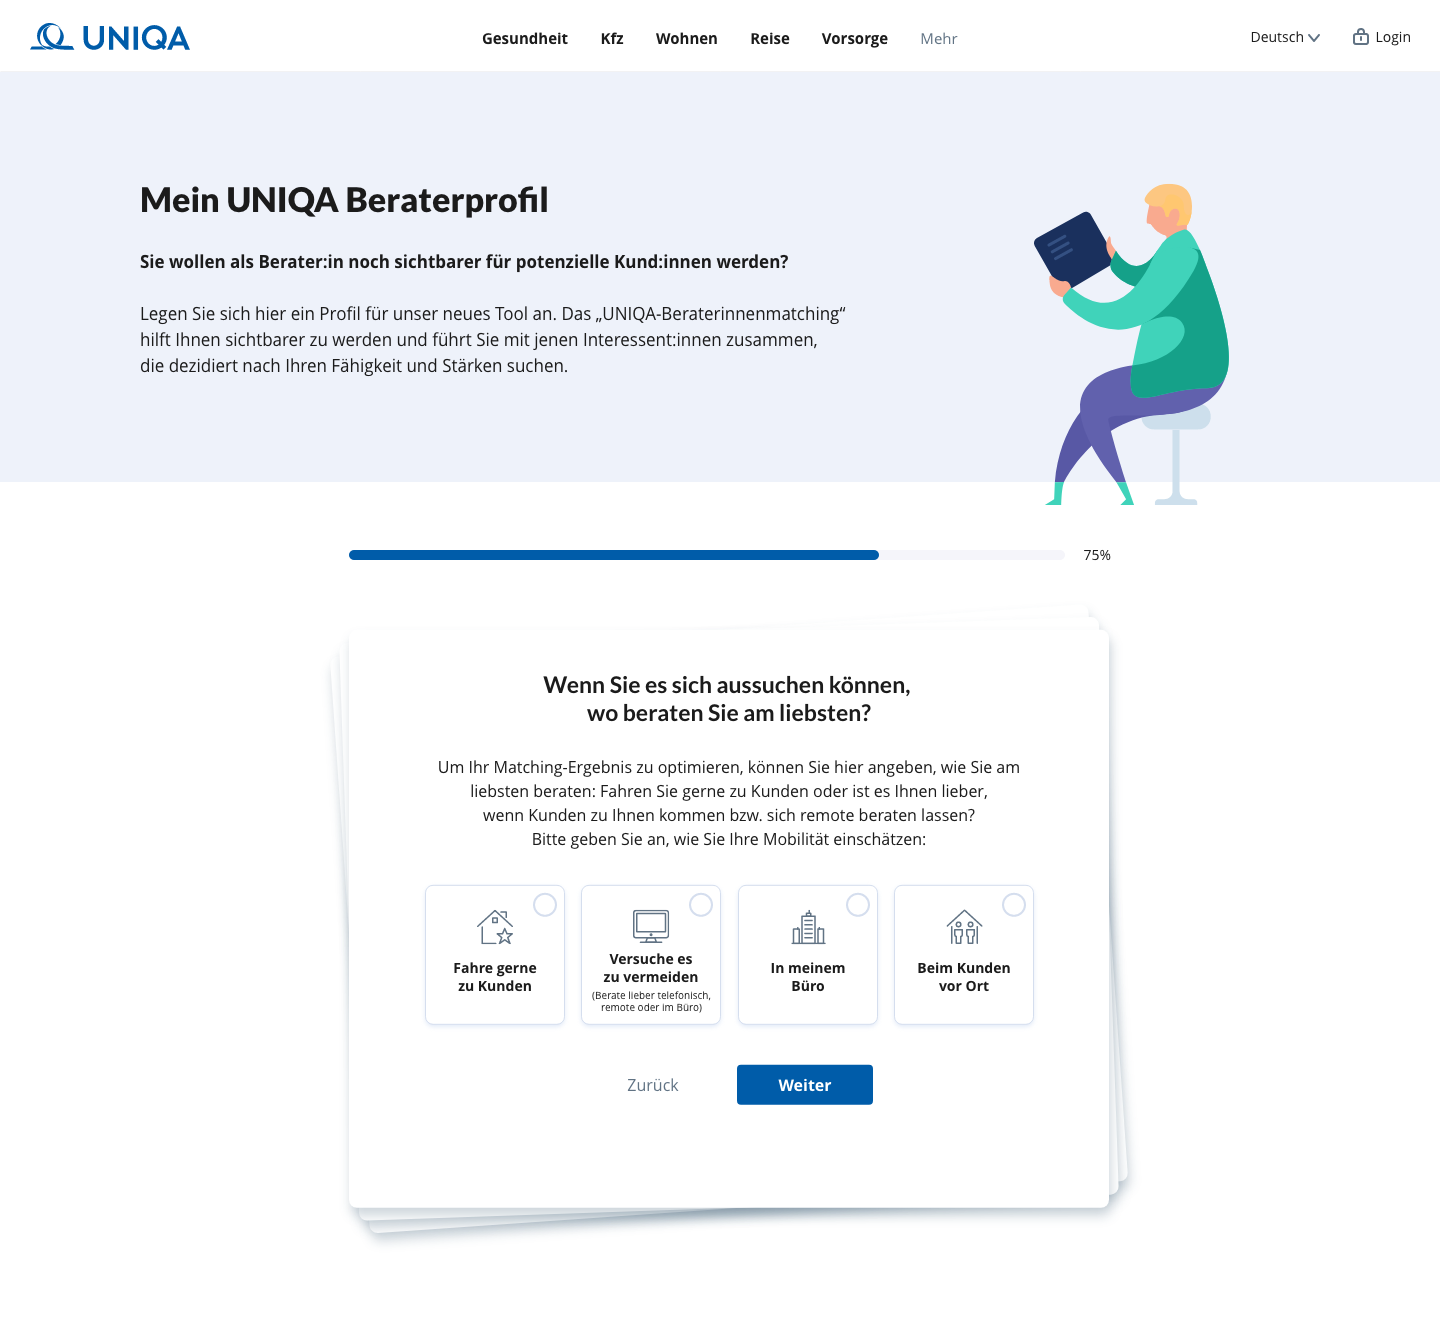 UNIQA
Gesundheit Kfz Wohnen Reise Vorsorge Mehr
Deutsch Login
Mein UNIQA Beraterprofil
Sie wollen als Berater:in noch sichtbarer für potenzielle Kund:innen werden?
Legen Sie sich hier ein Profil für unser neues Tool an. Das „UNIQA-Beraterinnenmatching“
hilft Ihnen sichtbarer zu werden und führt Sie mit jenen Interessent:innen zusammen,
die dezidiert nach Ihren Fähigkeit und Stärken suchen.
75%
Wenn Sie es sich aussuchen können,
wo beraten Sie am liebsten?
Um Ihr Matching-Ergebnis zu optimieren, können Sie hier angeben, wie Sie am
liebsten beraten: Fahren Sie gerne zu Kunden oder ist es Ihnen lieber,
wenn Kunden zu Ihnen kommen bzw. sich remote beraten lassen?
Bitte geben Sie an, wie Sie Ihre Mobilität einschätzen:
Fahre gerne
zu Kunden
Versuche es
zu vermeiden
(Berate lieber telefonisch,
remote oder im Büro)
In meinem
Büro
Beim Kunden
vor Ort
Zurück
Weiter